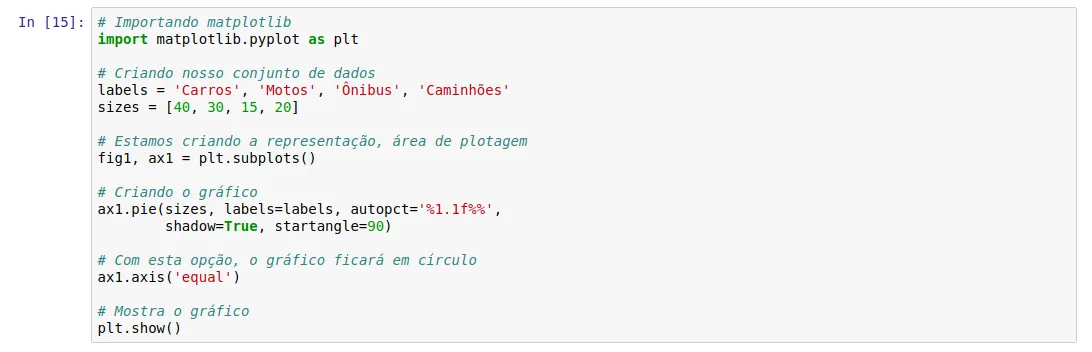 In [15]:
# Importando matplotlib
import matplotlib.pyplot as plt
# Criando nosso conjunto de dados
labels = 'Carros', 'Motos', 'Ônibus', 'Caminhões'
sizes = [40, 30, 15, 20]
# Estamos criando a representação, área de plotagem
fig1, ax1 = plt.subplots()
# Criando o gráfico
ax1.pie(sizes, labels=labels, autopct='%1.1f%%',
        shadow=True, startangle=90)
# Com esta opção, o gráfico ficará em círculo
ax1.axis('equal')
# Mostra o gráfico
plt.show()